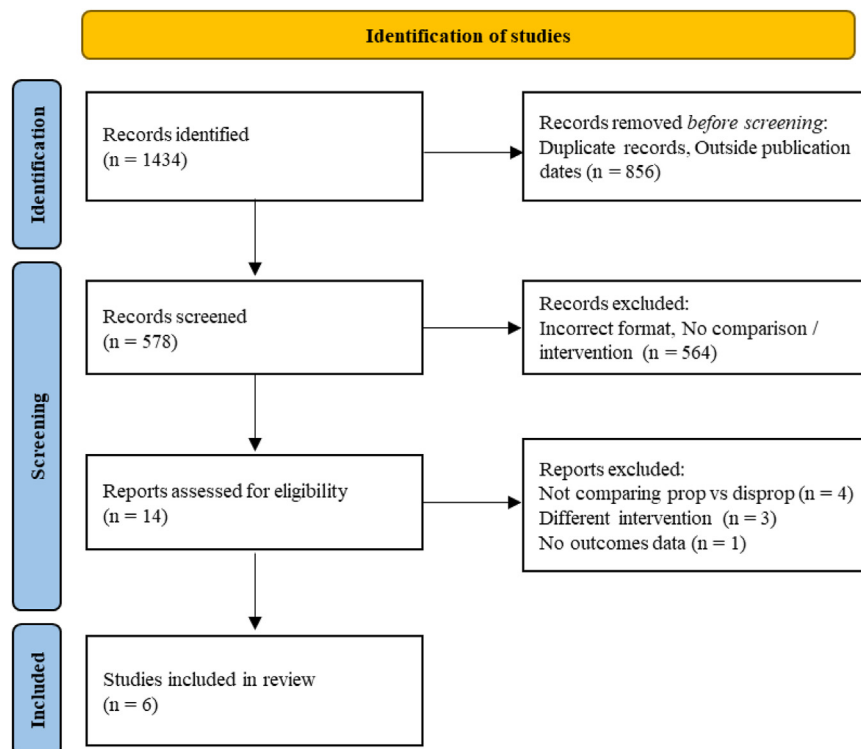 Identification of studies
Identification
Records identified
(n = 1434)
Records removed before screening:
Duplicate records, Outside publication
dates (n = 856)
Screening
Records screened
(n = 578)
Records excluded:
Incorrect format, No comparison /
intervention (n = 564)
Reports assessed for eligibility
(n = 14)
Reports excluded:
Not comparing prop vs disprop (n = 4)
Different intervention (n = 3)
No outcomes data (n = 1)
Included
Studies included in review
(n = 6)